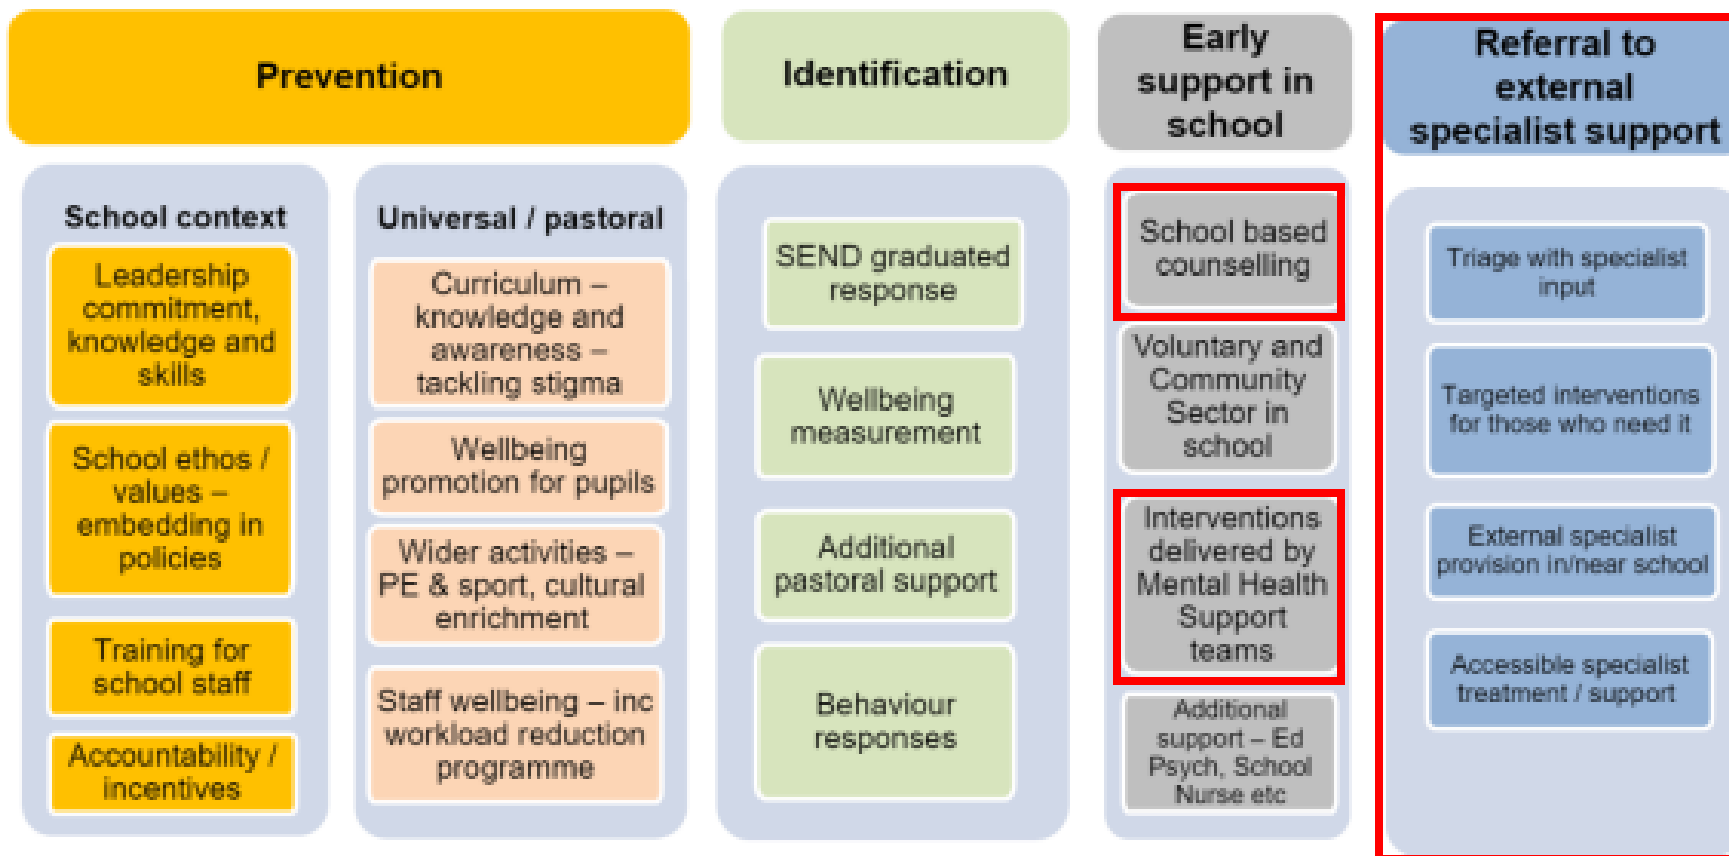 Prevention
School context
Leadership
commitment,
knowledge and
skills
School ethos /
values –
embedding in
policies
Training for
school staff
Accountability /
incentives
Universal / pastoral
Curriculum –
knowledge and
awareness –
tackling stigma
Wellbeing
promotion for pupils
Wider activities –
PE & sport, cultural
enrichment
Staff wellbeing – inc
workload reduction
programme
Identification
SEND graduated
response
Wellbeing
measurement
Additional
pastoral support
Behaviour
responses
Early
support in
school
School based
counselling
Voluntary and
Community
Sector in
school
Interventions
delivered by
Mental Health
Support
teams
Additional
support – Ed
Psych, School
Nurse etc
Referral to
external
specialist support
Triage with specialist
input
Targeted interventions
for those who need it
External specialist
provision in/near school
Accessible specialist
treatment / support